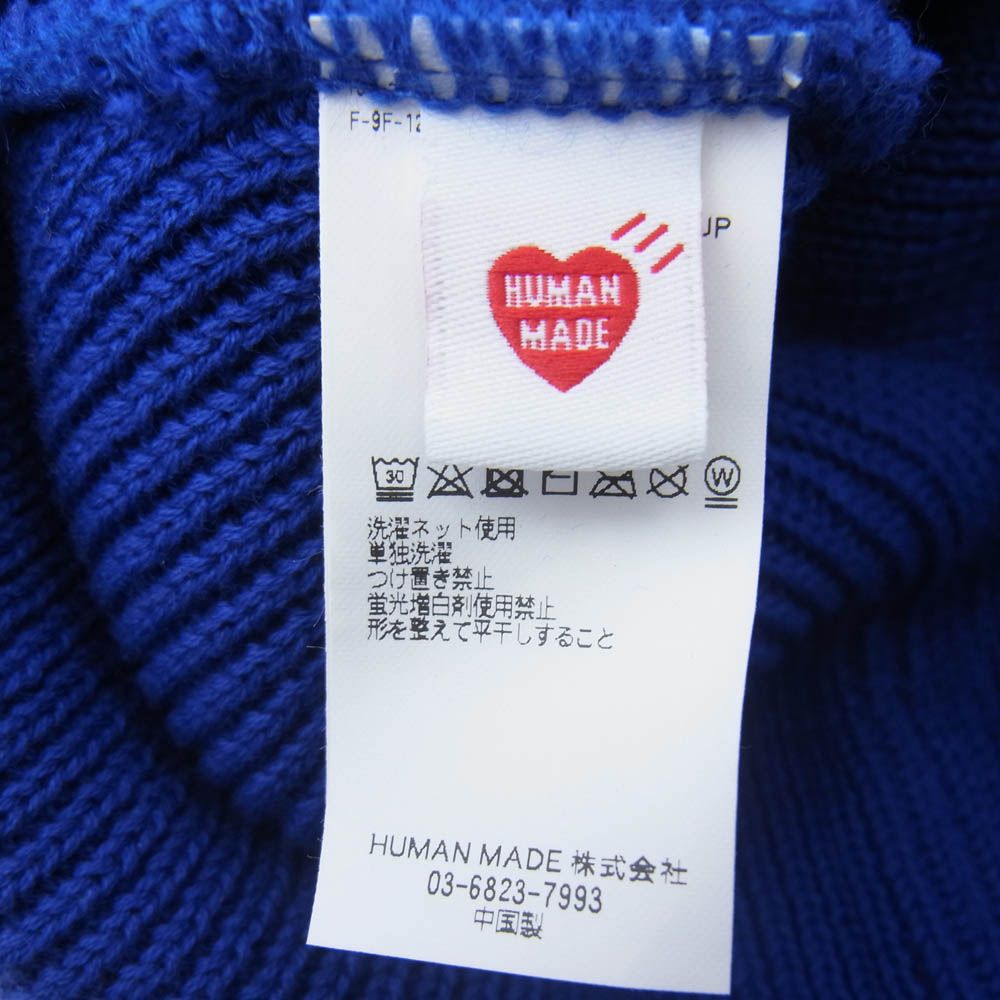 F-9F-12
JP
HUMAN
MADE
30
W
洗濯ネット使用
単独洗濯
つけ置き禁止
蛍光増白剤使用禁止
形を整えて平干しすること
HUMAN MADE 株式会社
03-6823-7993
中国製